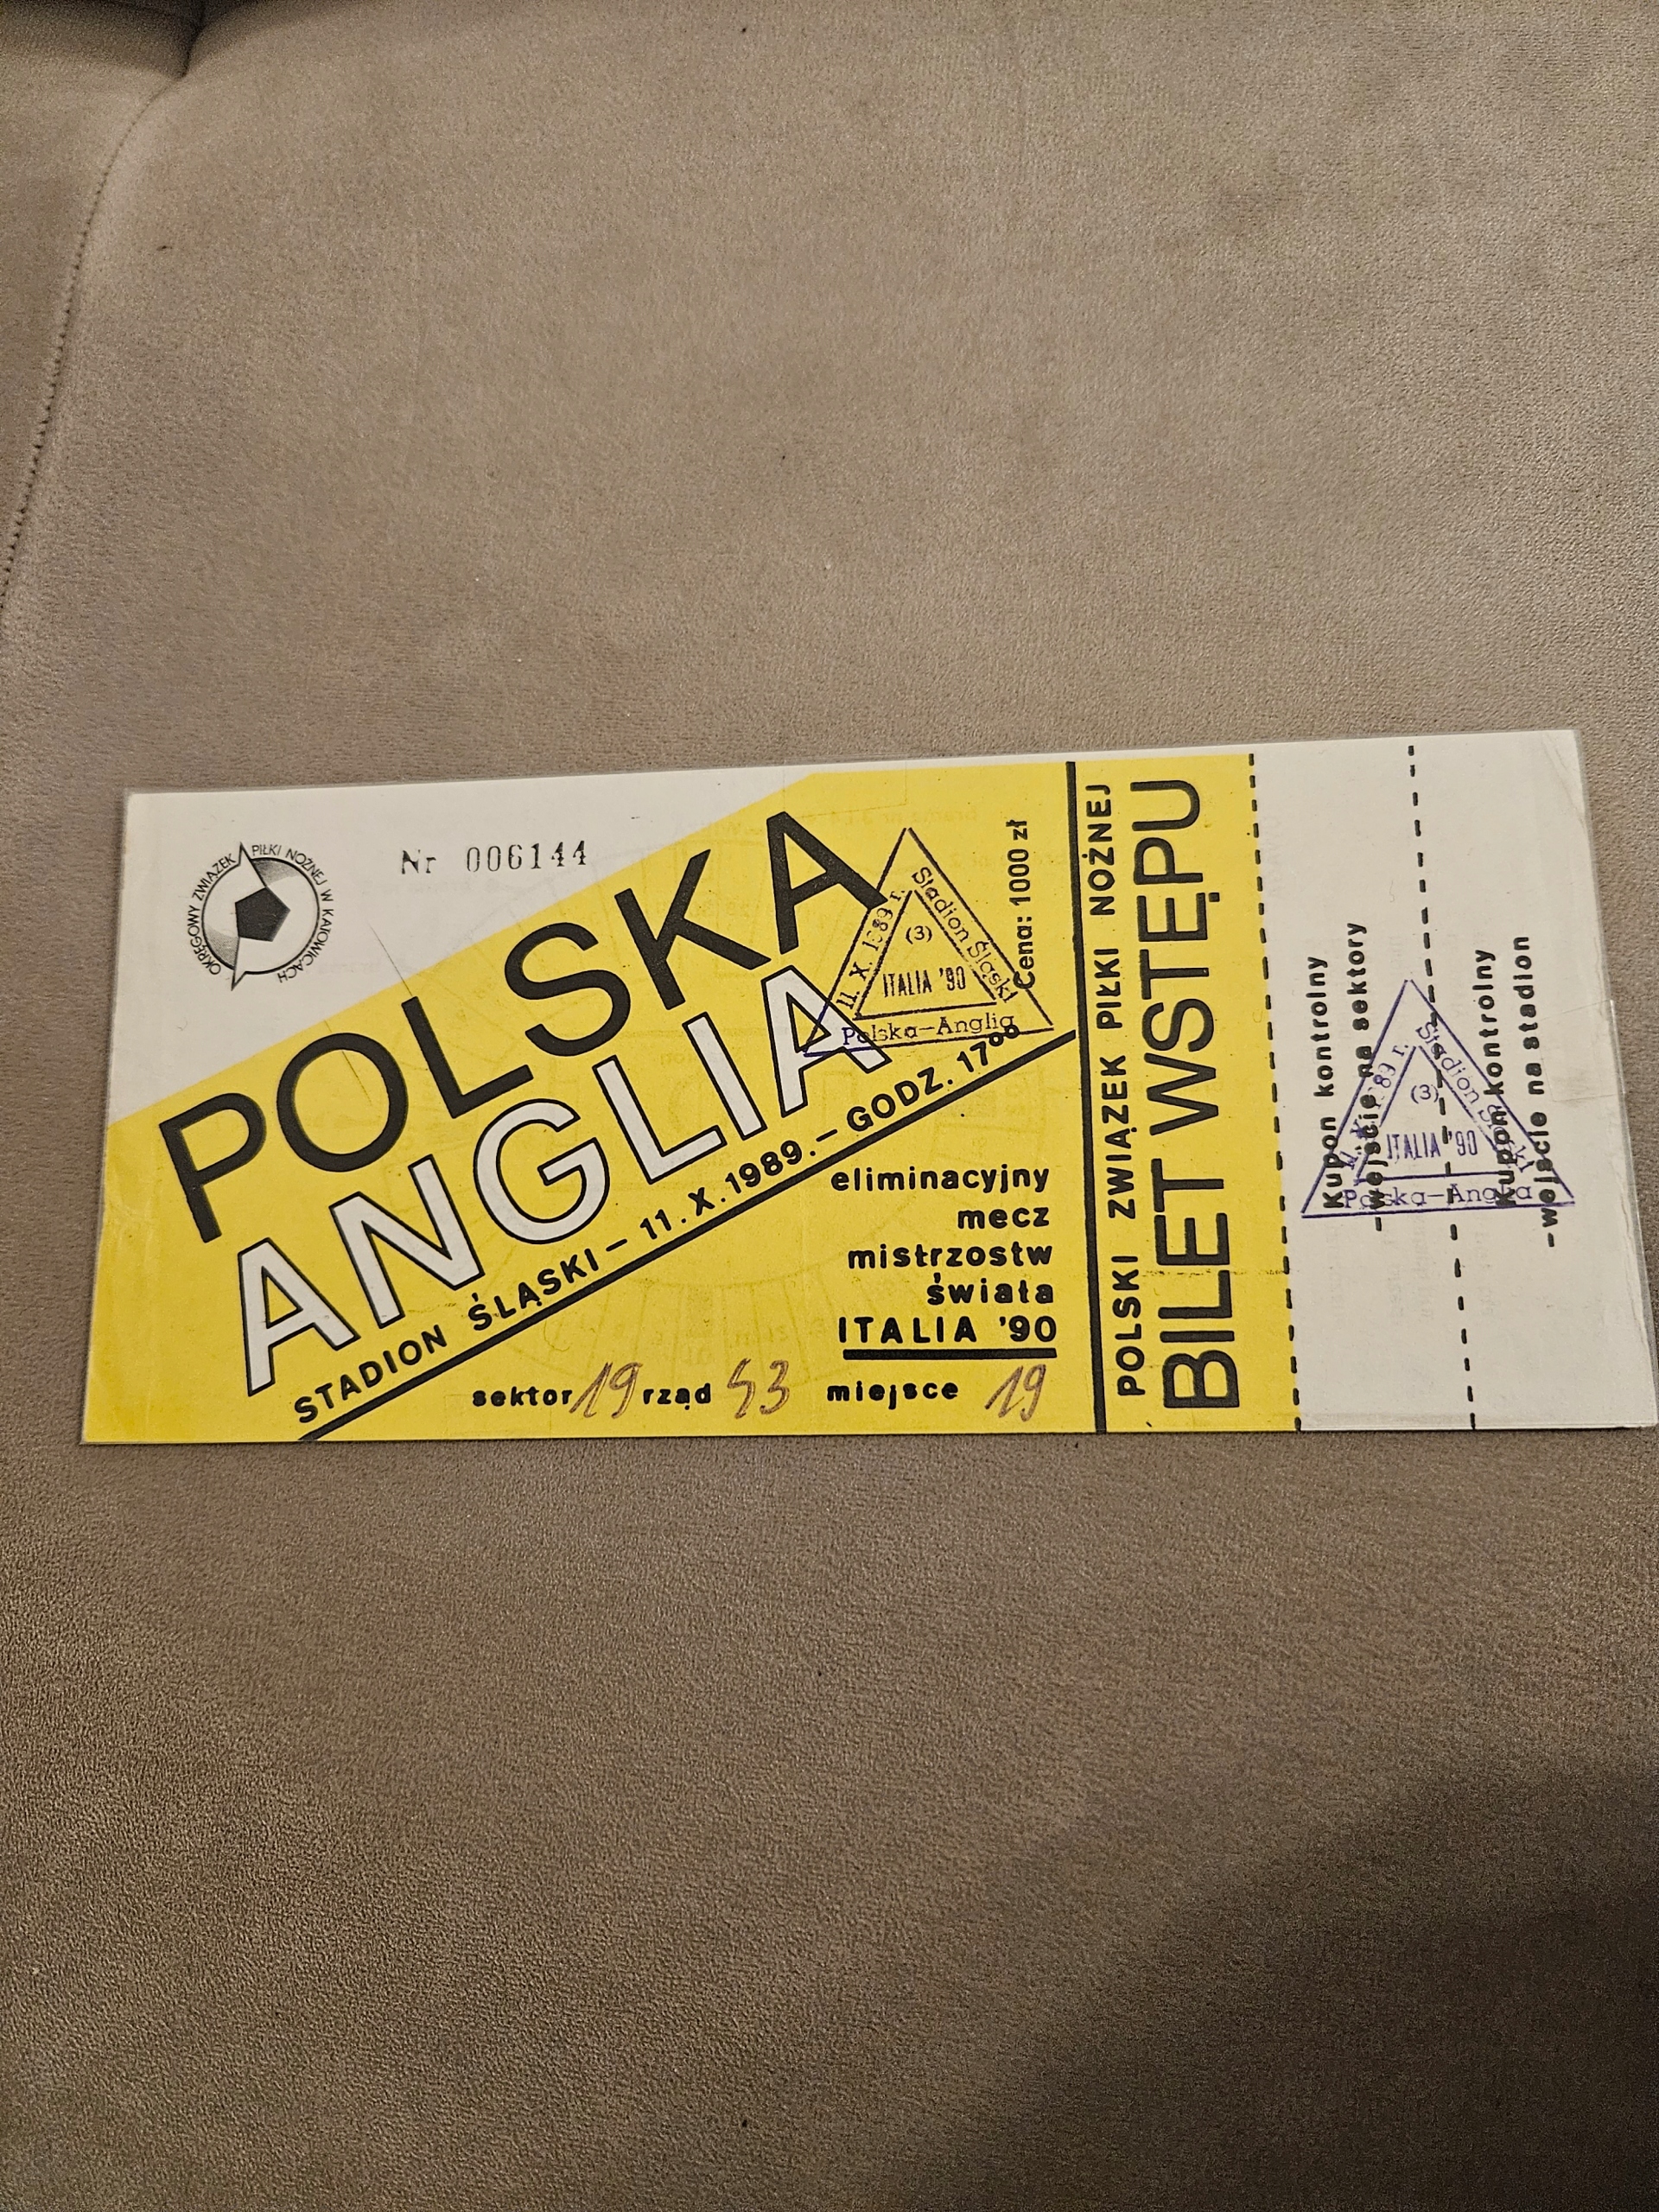 OKRĘGOWY ZWIĄZEK PIŁKI NOŻNEJ W KATOWICACH
Nr 006144
POLSKA
ANGLIA
STADION ŚLĄSKI – 11.X.1989. – GODZ. 17⁰⁰
11. X. 1989 r.
Stadion Śląski
(3)
ITALIA '90
Polska-Anglia
Cena: 1000 zł
eliminacyjny
mecz
mistrzostw
świata
ITALIA '90
sektor 19 rząd 43 miejsce 19
POLSKI ZWIĄZEK PIŁKI NOŻNEJ
BILET WSTĘPU
Kupon kontrolny
-wejście na sektory
Kupon kontrolny
-wejście na stadion
11. X. 1989 r.
Stadion Śląski
(3)
ITALIA '90
Polska-Anglia